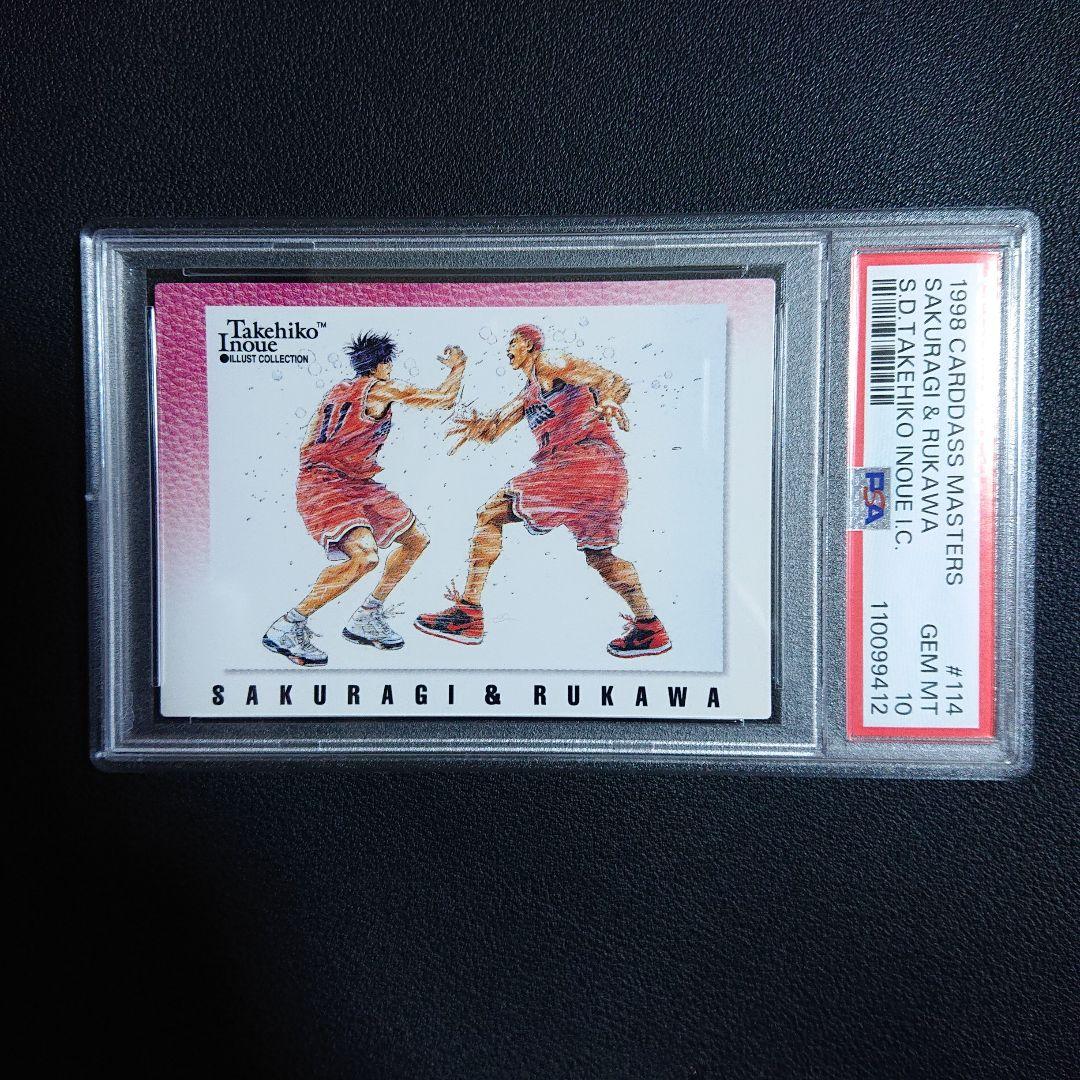 Takehiko™
Inoue
●ILLUST COLLECTION
11
SAKURAGI & RUKAWA
1998 CARDDASS MASTERS #114
SAKURAGI & RUKAWA GEM MT
S.D.TAKEHIKO INOUE I.C. 10
PSA
110099412